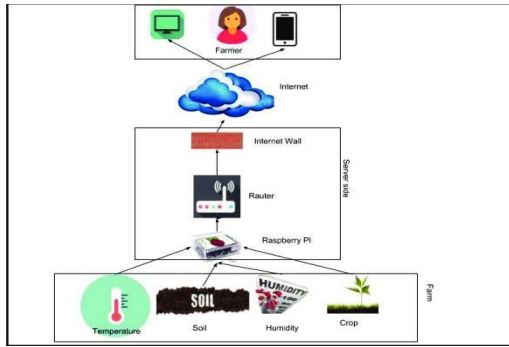 Farmer
Internet
Internet Wall
Server side
Rauter
Raspberry PI
Farm
SOIL
HUMIDITY
Temperature
Soil
Humidity
Crop